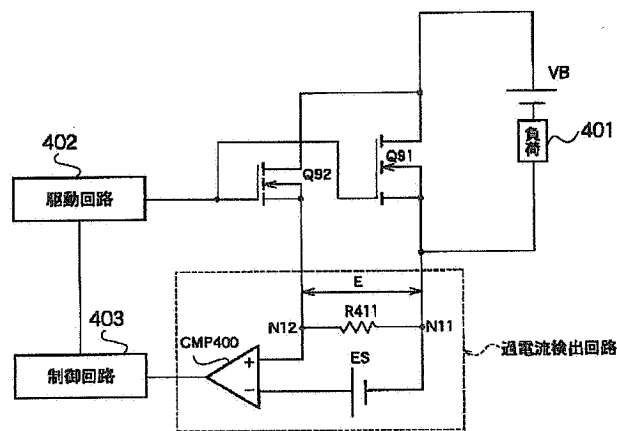 VB
402
負荷
401
Q91
Q92
駆動回路
E
R411
403
N12
N11
CMP400
ES
過電流検出回路
+
-
制御回路